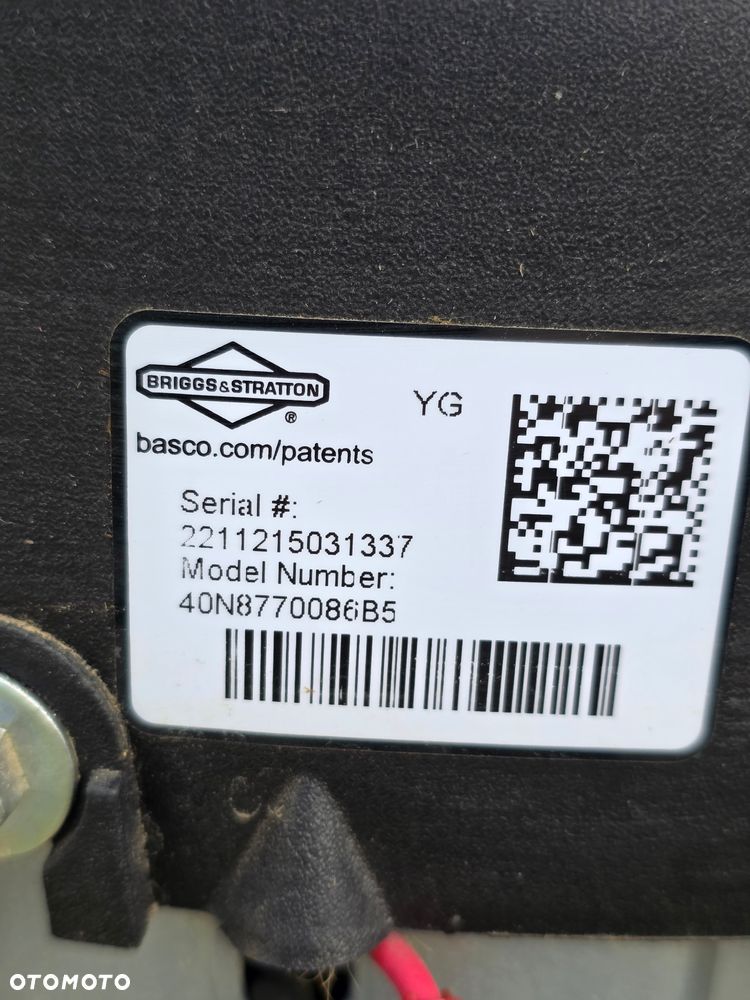 BRIGGS&STRATTON
®
YG
basco.com/patents
Serial #:
2211215031337
Model Number:
40N8770086B5
C
OTOMOTO